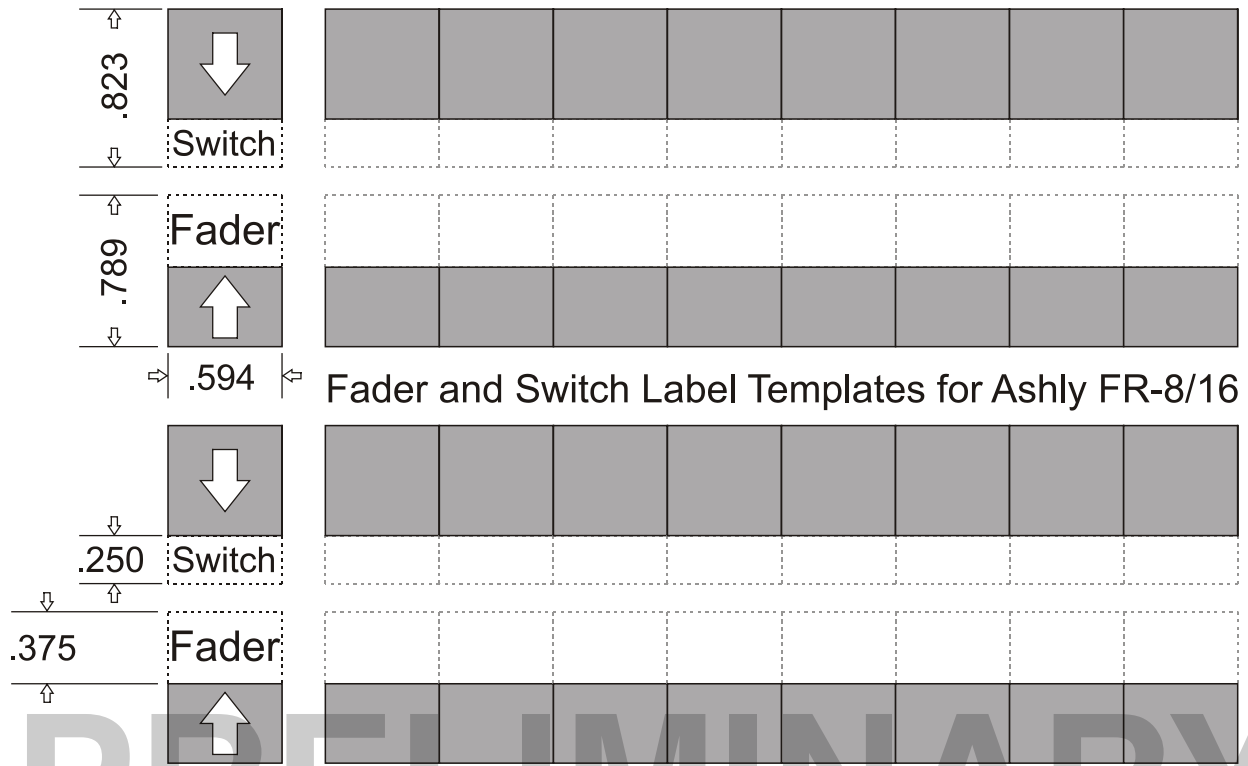 .823
Switch
Fader
.789
.594
Fader and Switch Label Templates for Ashly FR-8/16
.250 Switch
.375 Fader
PRELIMINARY